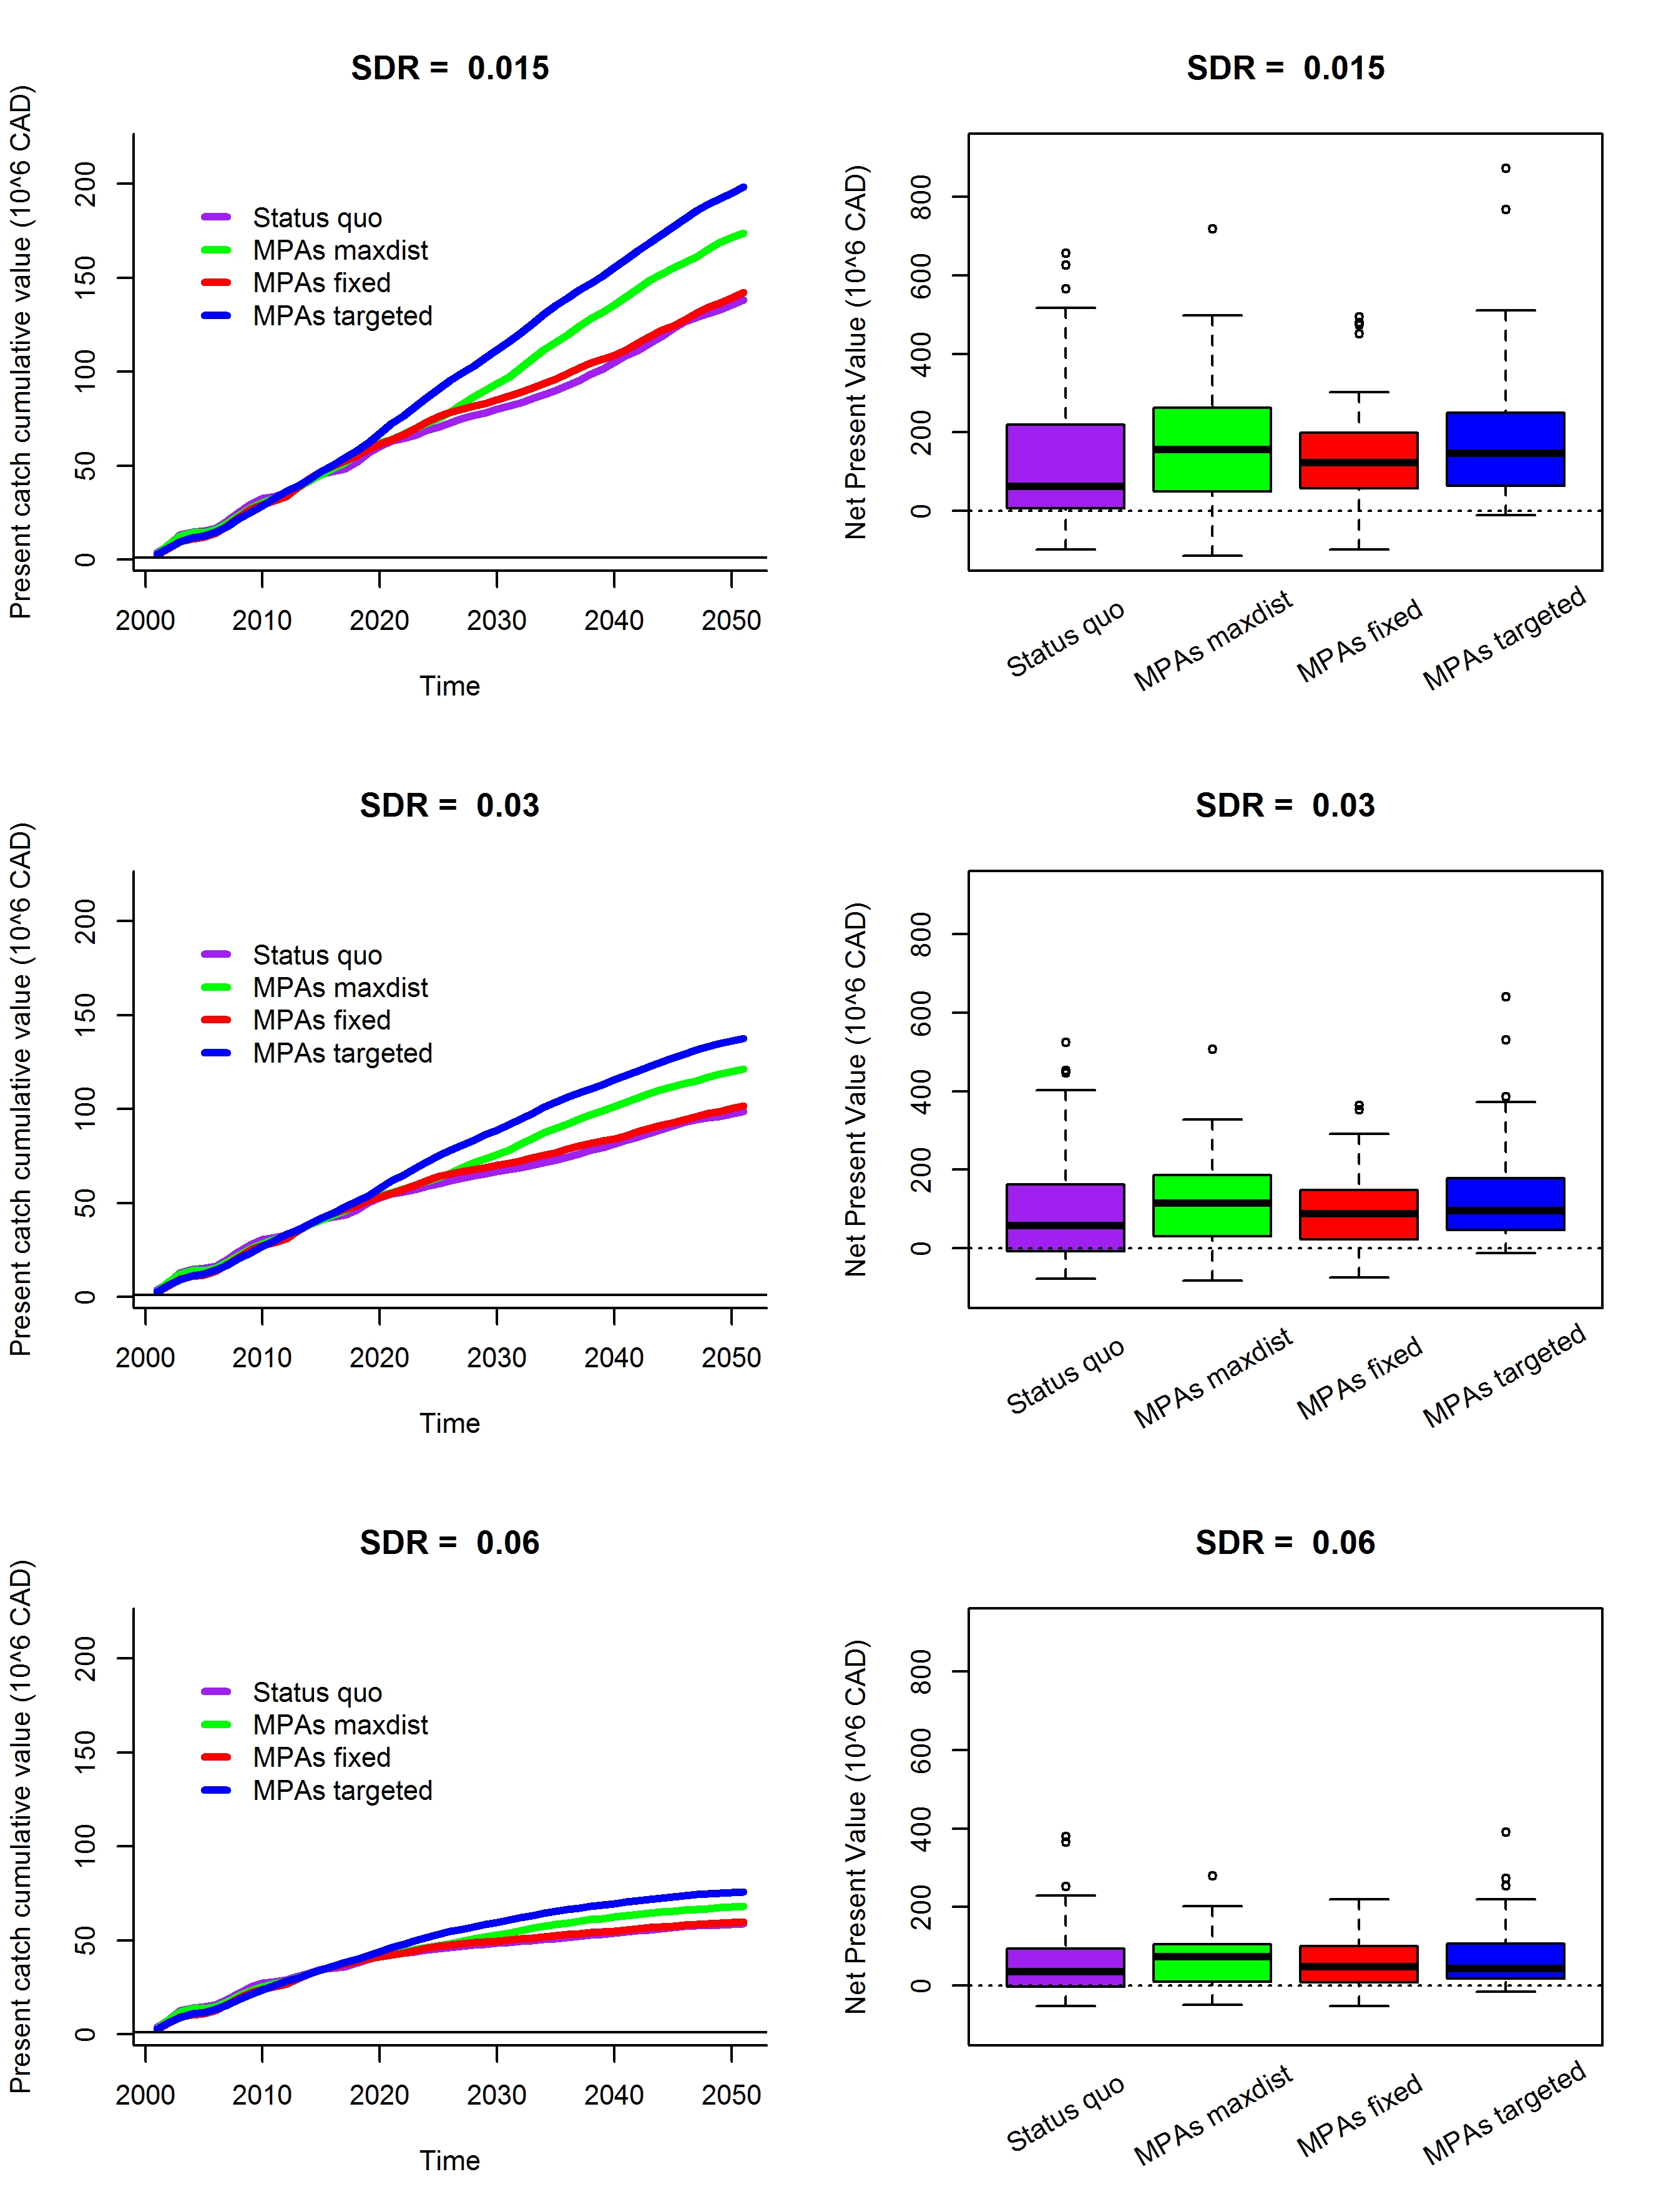 SDR =  0.015
Present catch cumulative value (10^6 CAD)
200
150
100
50
0
Status quo
MPAs maxdist
MPAs fixed
MPAs targeted
2000 2010 2020 2030 2040 2050
Time
SDR =  0.015
Net Present Value (10^6 CAD)
800
600
400
200
0
Status quo
MPAs maxdist
MPAs fixed
MPAs targeted
SDR =  0.03
Present catch cumulative value (10^6 CAD)
200
150
100
50
0
Status quo
MPAs maxdist
MPAs fixed
MPAs targeted
2000 2010 2020 2030 2040 2050
Time
SDR =  0.03
Net Present Value (10^6 CAD)
800
600
400
200
0
Status quo
MPAs maxdist
MPAs fixed
MPAs targeted
SDR =  0.06
Present catch cumulative value (10^6 CAD)
200
150
100
50
0
Status quo
MPAs maxdist
MPAs fixed
MPAs targeted
2000 2010 2020 2030 2040 2050
Time
SDR =  0.06
Net Present Value (10^6 CAD)
800
600
400
200
0
Status quo
MPAs maxdist
MPAs fixed
MPAs targeted